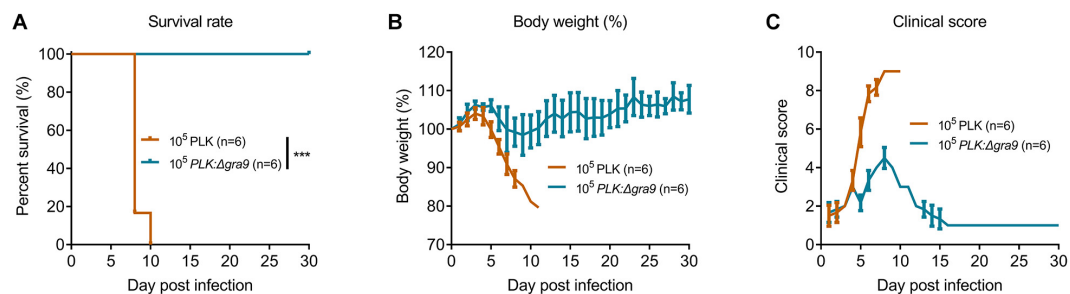 A Survival rate
Percent survival (%)
100
80
60
40
20
0
10⁵ PLK (n=6)
10⁵ PLK:Δgra9 (n=6)
***
0 5 10 15 20 25 30
Day post infection
B Body weight (%)
Body weight (%)
120
110
100
90
80
70
10⁵ PLK (n=6)
10⁵ PLK:Δgra9 (n=6)
0 5 10 15 20 25 30
Day post infection
C Clinical score
Clinical score
10
8
6
4
2
0
10⁵ PLK (n=6)
10⁵ PLK:Δgra9 (n=6)
0 5 10 15 20 25 30
Day post infection